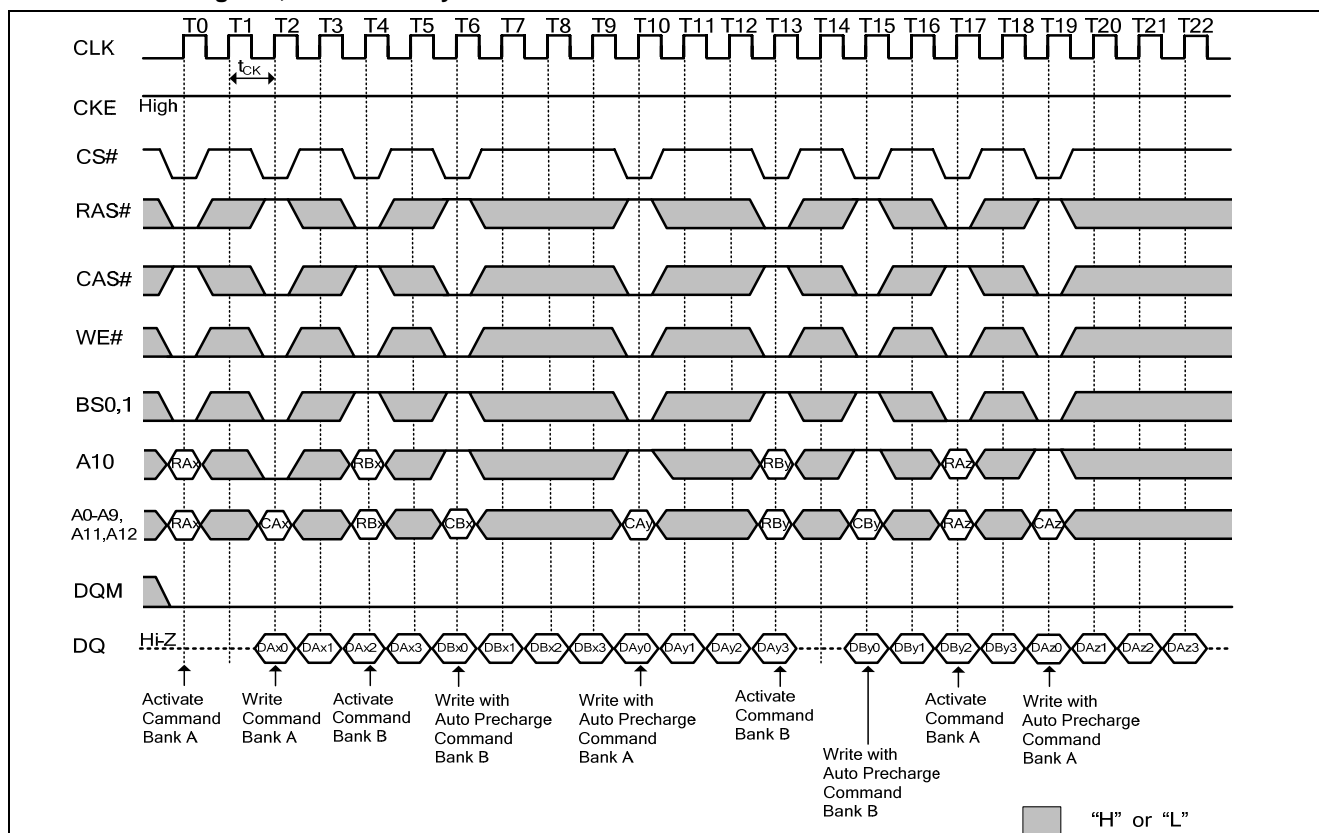 T0 T1 T2 T3 T4 T5 T6 T7 T8 T9 T10 T11 T12 T13 T14 T15 T16 T17 T18 T19 T20 T21 T22
CLK
tCK
CKE High
CS#
RAS#
CAS#
WE#
BS0,1
A10 RAx RBx RBy RAz
A0-A9,
A11,A12
RAx CAx RBx CBx CAy RBy CBy RAz CAz
DQM
DQ Hi-Z DAx0 DAx1 DAx2 DAx3 DBx0 DBx1 DBx2 DBx3 DAy0 DAy1 DAy2 DAy3 DBy0 DBy1 DBy2 DBy3 DAz0 DAz1 DAz2 DAz3
Activate
Cammand
Bank A
Write
Command
Bank A
Activate
Command
Bank B
Write with
Auto Precharge
Command
Bank B
Write with
Auto Precharge
Command
Bank A
Activate
Command
Bank B
Write with
Auto Precharge
Command
Bank B
Activate
Command
Bank A
Write with
Auto Precharge
Command
Bank A
“H” or “L”